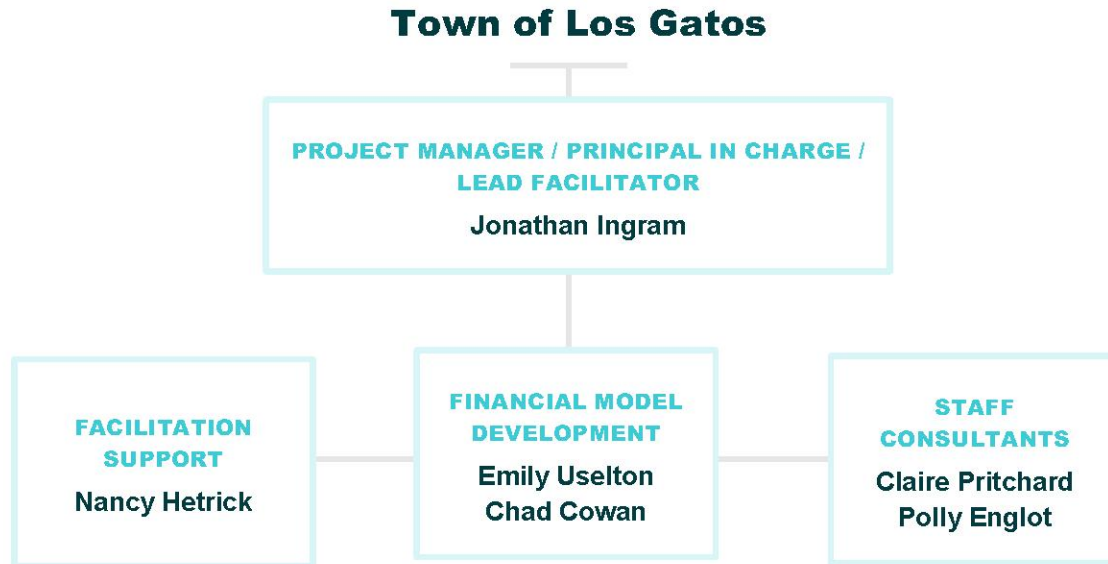 Town of Los Gatos
PROJECT MANAGER / PRINCIPAL IN CHARGE /
LEAD FACILITATOR
Jonathan Ingram
FACILITATION
SUPPORT
Nancy Hetrick
FINANCIAL MODEL
DEVELOPMENT
Emily Uselton
Chad Cowan
STAFF
CONSULTANTS
Claire Pritchard
Polly Englot